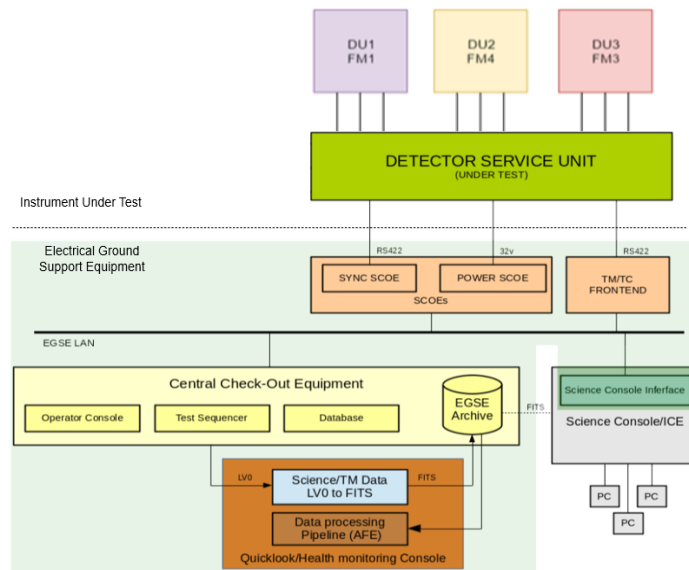 DU1
FM1
DU2
FM4
DU3
FM3
DETECTOR SERVICE UNIT
(UNDER TEST)
Instrument Under Test
Electrical Ground
Support Equipment
RS422
32v
RS422
SYNC SCOE
POWER SCOE
SCOEs
TM/TC
FRONTEND
EGSE LAN
Central Check-Out Equipment
Operator Console
Test Sequencer
Database
EGSE
Archive
FITS
Science Console Inferface
Science Console/ICE
PC
PC
PC
LV0
Science/TM Data
LV0 to FITS
FITS
Data processing
Pipeline (AFE)
Quicklook/Health monitoring Console